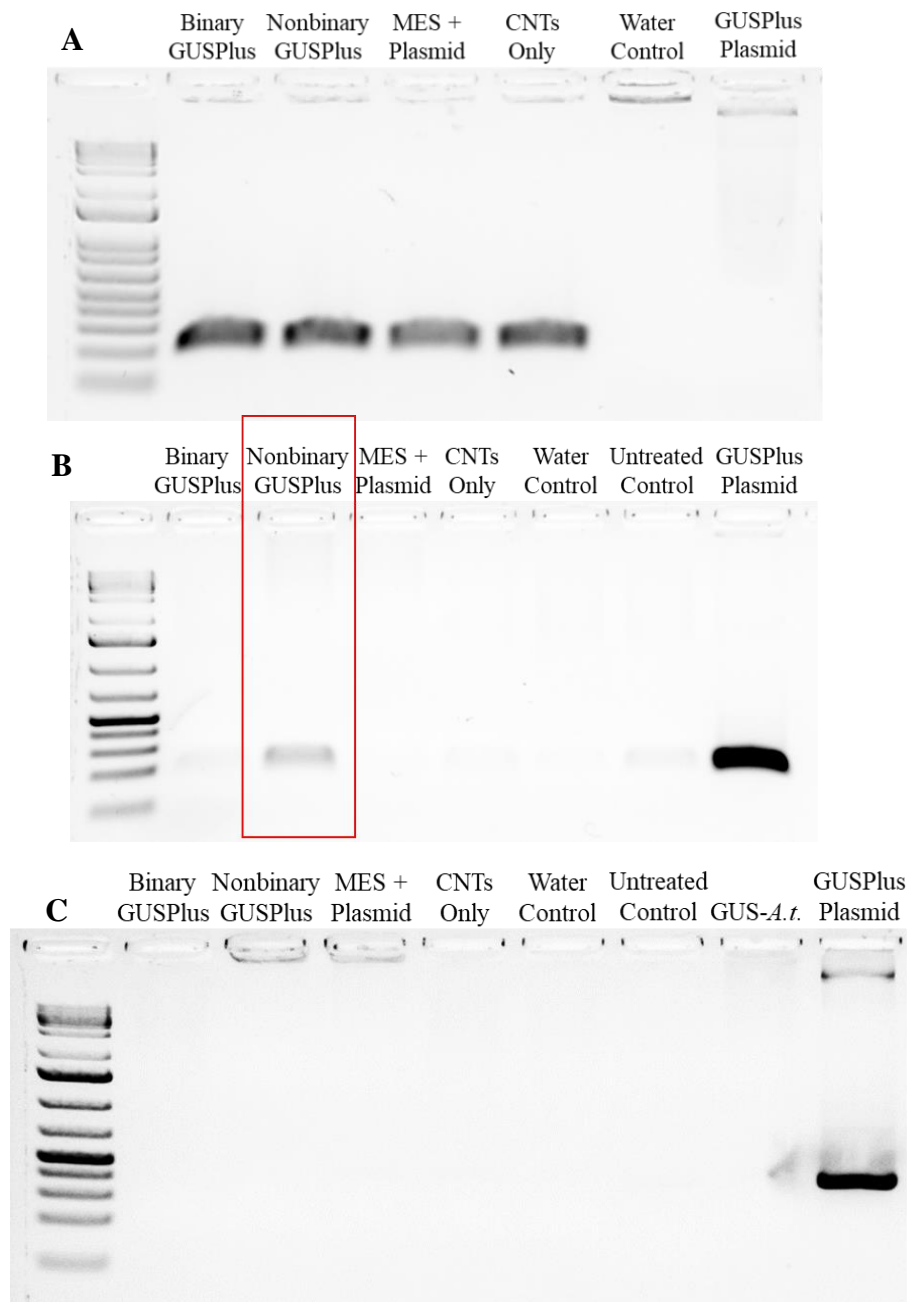 A
Binary GUSPlus
Nonbinary GUSPlus
MES + Plasmid
CNTs Only
Water Control
GUSPlus Plasmid
B
Binary GUSPlus
Nonbinary GUSPlus
MES + Plasmid
CNTs Only
Water Control
Untreated Control
GUSPlus Plasmid
C
Binary GUSPlus
Nonbinary GUSPlus
MES + Plasmid
CNTs Only
Water Control
Untreated Control
GUS-A.t.
GUSPlus Plasmid